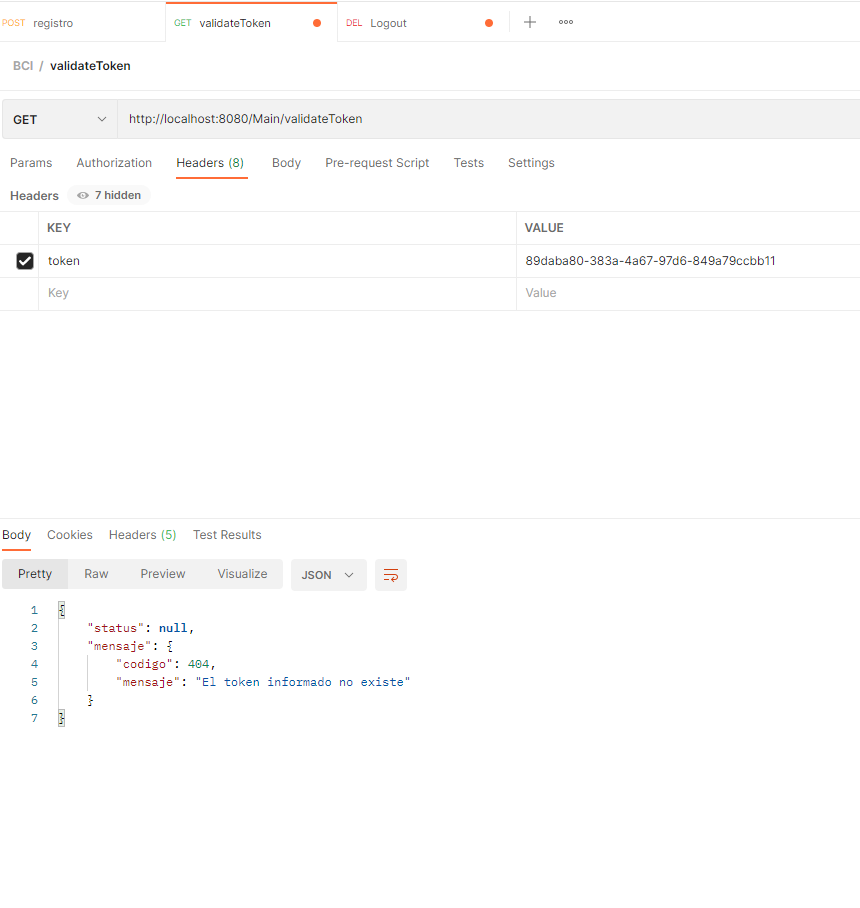 POST registro GET validateToken DEL Logout
BCI / validateToken
GET http://localhost:8080/Main/validateToken
Params Authorization Headers (8) Body Pre-request Script Tests Settings
Headers 7 hidden
KEY VALUE
token 89daba80-383a-4a67-97d6-849a79ccbb11
Key Value
Body Cookies Headers (5) Test Results
Pretty Raw Preview Visualize JSON
1 {
2 "status": null,
3 "mensaje": {
4 "codigo": 404,
5 "mensaje": "El token informado no existe"
6 }
7 }